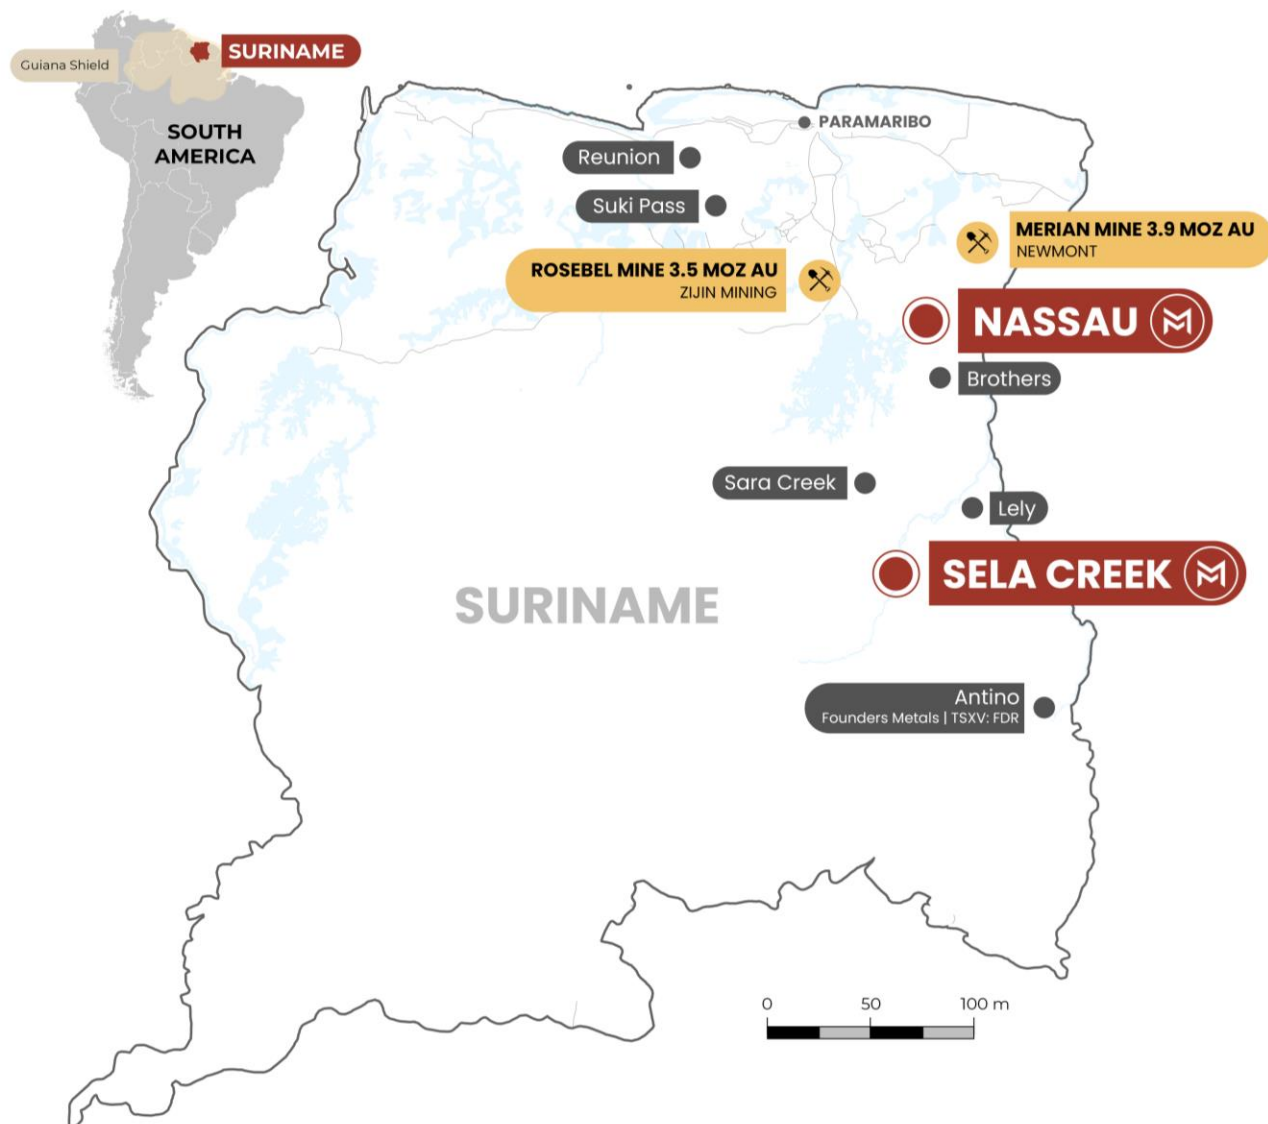 SURINAME
Guiana Shield
SOUTH
AMERICA
PARAMARIBO
Reunion
Suki Pass
MERIAN MINE 3.9 MOZ AU
NEWMONT
ROSEBEL MINE 3.5 MOZ AU
ZIJIN MINING
NASSAU
Brothers
Sara Creek
Lely
SELA CREEK
SURINAME
Antino
Founders Metals | TSXV: FDR
0 50 100 m